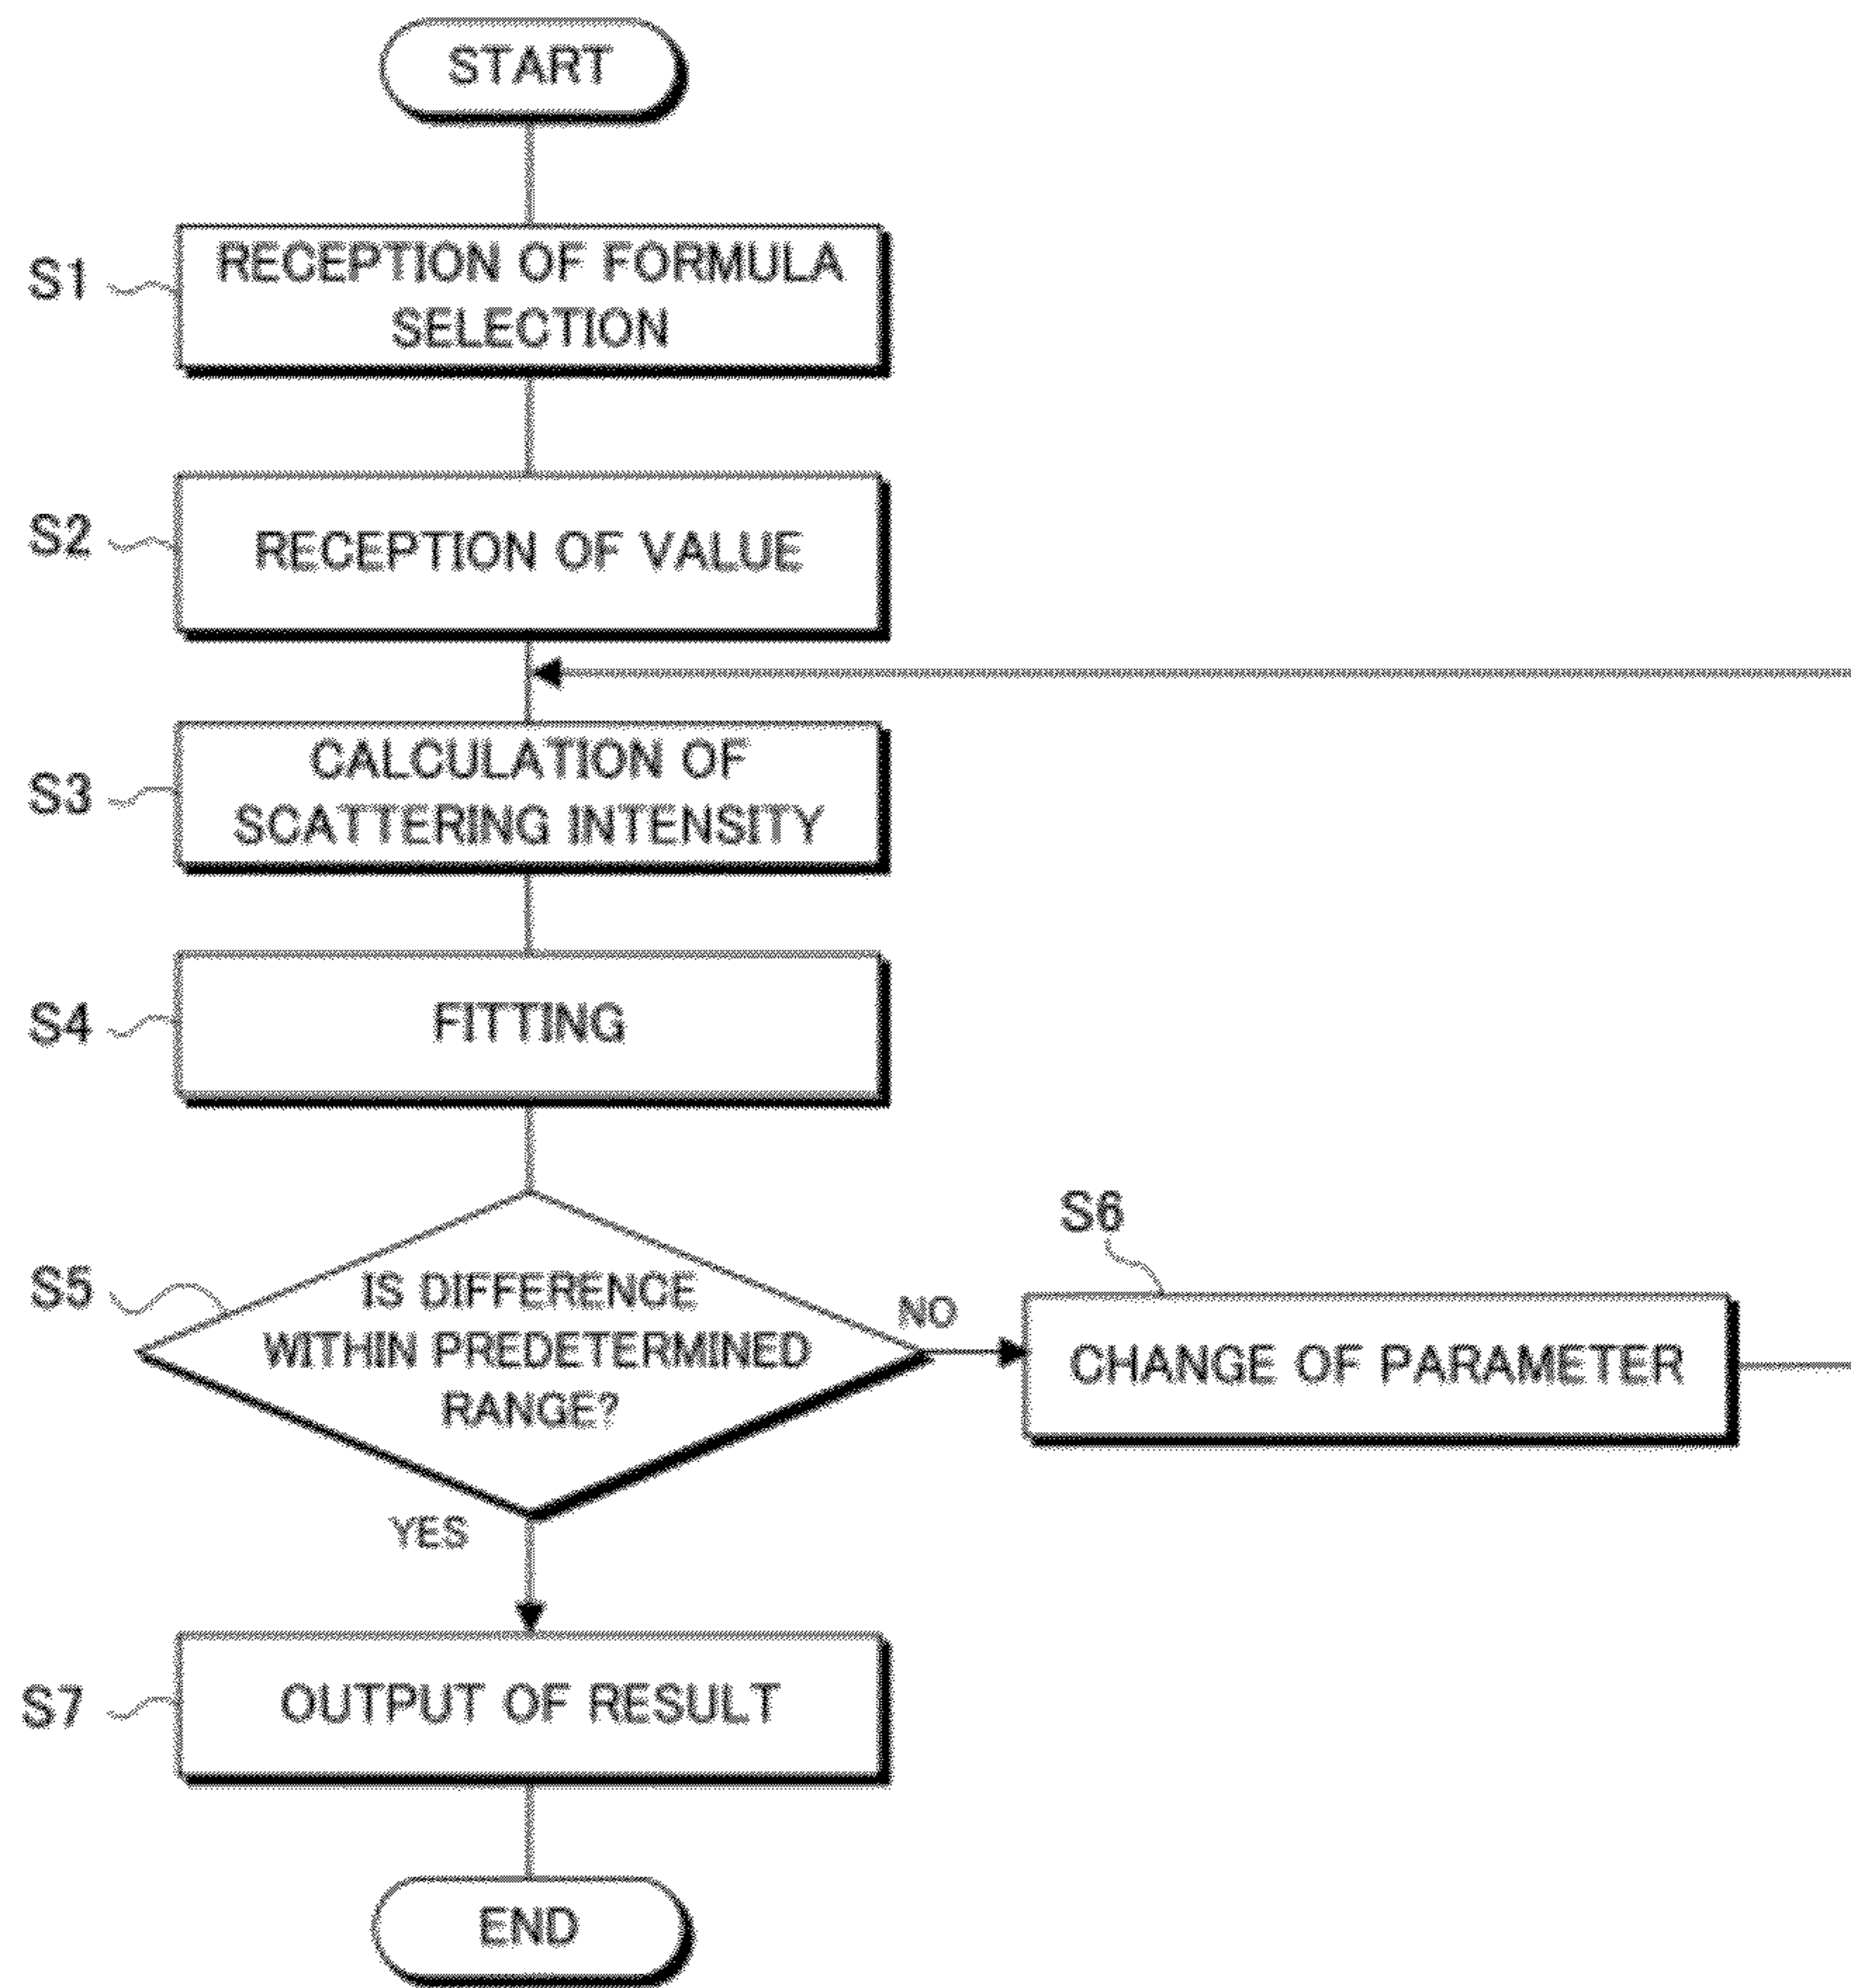 START
S1
RECEPTION OF FORMULA
SELECTION
S2
RECEPTION OF VALUE
S3
CALCULATION OF
SCATTERING INTENSITY
S4
FITTING
S5
IS DIFFERENCE
WITHIN PREDETERMINED
RANGE?
NO
S6
CHANGE OF PARAMETER
YES
S7
OUTPUT OF RESULT
END